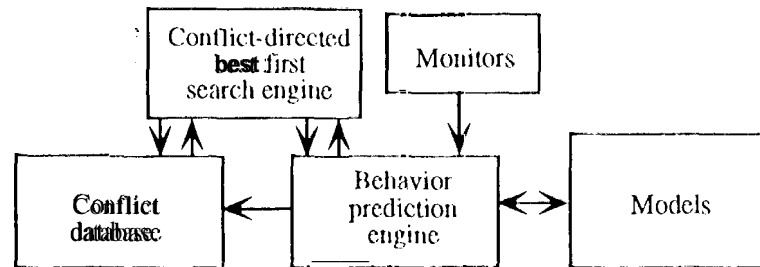 Conflict-directed
best first
search engine
Monitors
Conflict
database
Behavior
prediction
engine
Models